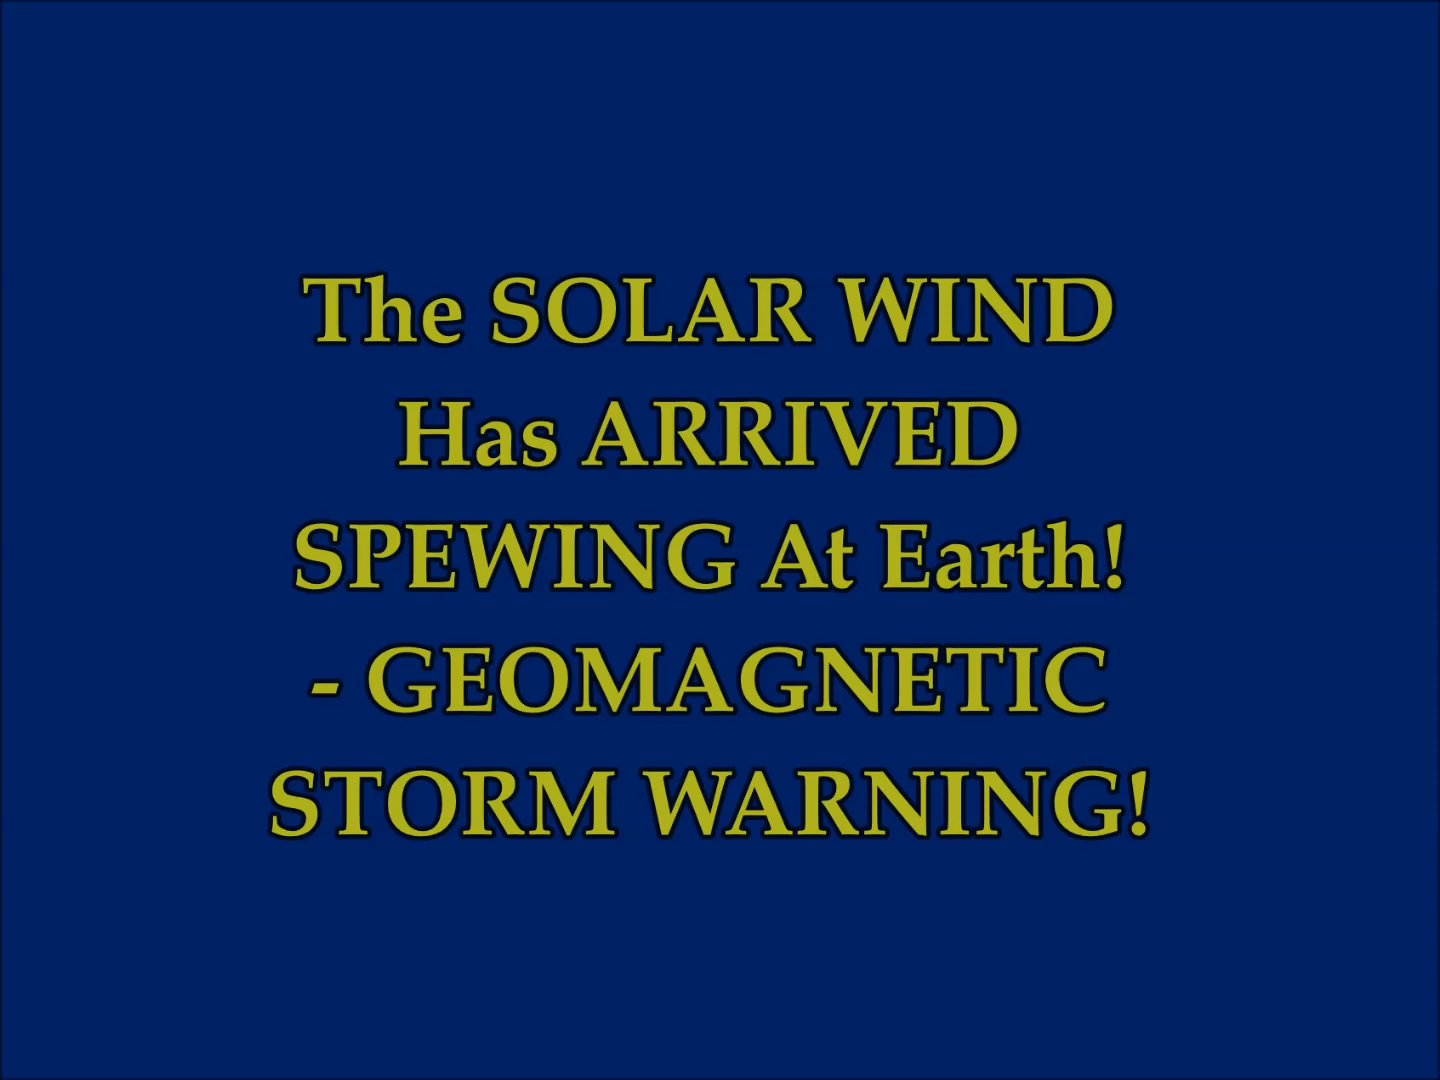 The SOLAR WIND
Has ARRIVED
SPEWING At Earth!
- GEOMAGNETIC
STORM WARNING!